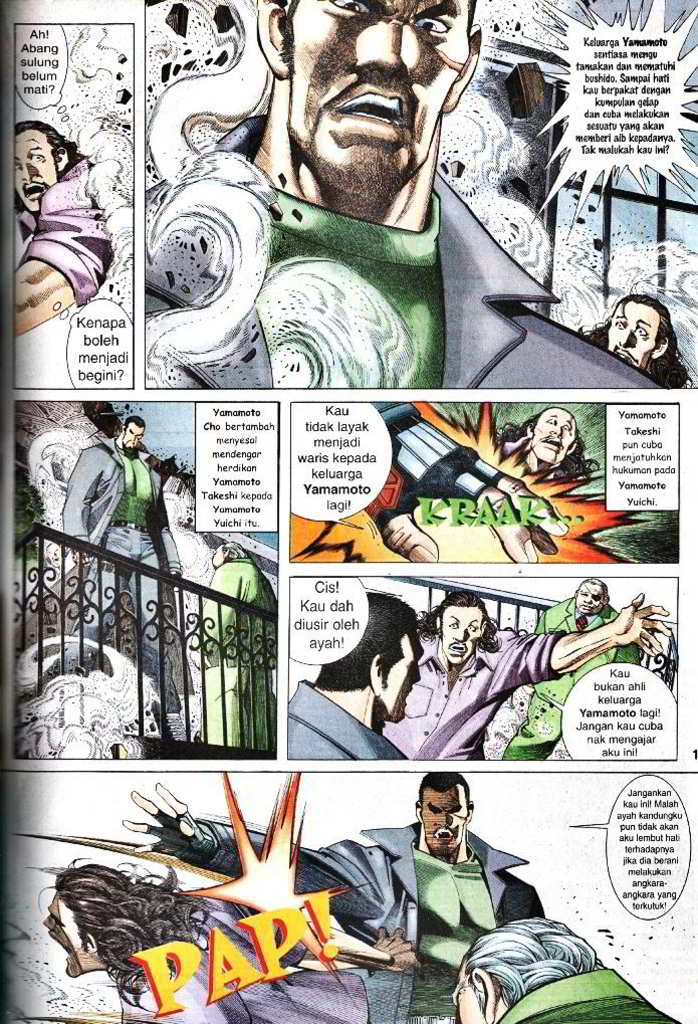 Ah!
Abang
sulung
belum
mati?
Kenapa
boleh
menjadi
begini?
Keluarga Yamamoto
sentiasa mengu
tamakan dan mematuhi
bushido. Sampai hati
kau berpakat dengan
kumpulan gelap
dan cuba melakukan
sesuatu yang akan
memberi aib kepadanya.
Tak malukah kau ini?
Yamamoto
Cho bertambah
menyesal
mendengar
herdikan
Yamamoto
Takeshi kepada
Yamamoto
Yuichi itu.
Kau
tidak layak
menjadi
waris kepada
keluarga
Yamamoto
lagi!
KRAAK...
Yamamoto
Takeshi
pun cuba
menjatuhkan
hukuman pada
Yamamoto
Yuichi.
Cis!
Kau dah
diusir oleh
ayah!
Kau
bukan ahli
keluarga
Yamamoto lagi!
Jangan kau cuba
nak mengajar
aku ini!
1
Jangankan
kau ini! Malah
ayah kandungku
pun tidak akan
aku lembut hati
terhadapnya
jika dia berani
melakukan
angkara-
angkara yang
terkutuk!
PAP!